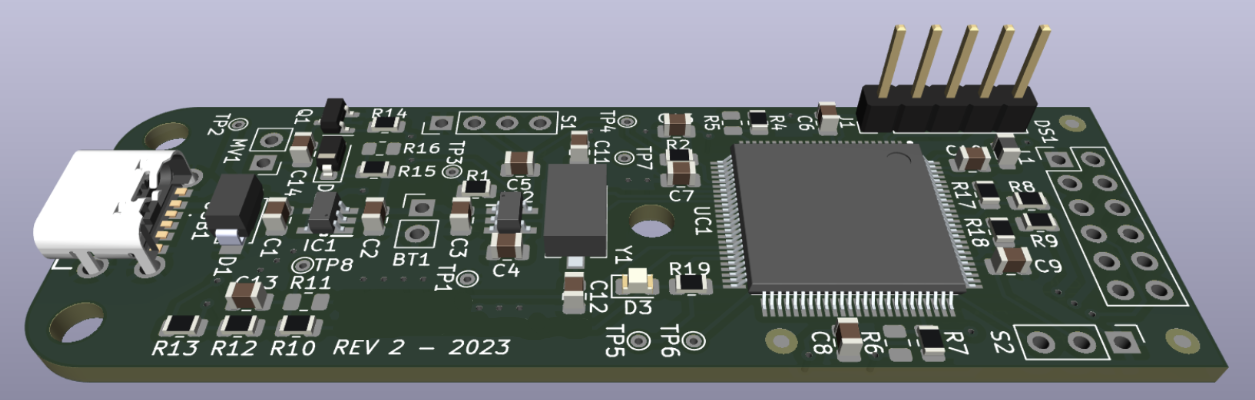 TP2
Q1
R14
MV1
R16
R15
TP3
S1
TP4
C11
TP7
R2
C7
R5
R4
C6
J1
DS1
C14
C5
R1
UC1
R17
R8
R18
R9
C9
D1
C1
IC1
C2
BT1
C3
C4
TP8
TP1
Y1
R19
C12
D3
R11
R13
R12
R10
REV 2 - 2023
TP5
TP6
C8
R6
R7
S2